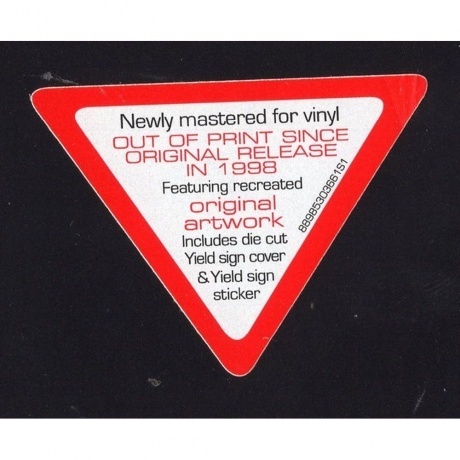 Newly mastered for vinyl
OUT OF PRINT SINCE
ORIGINAL RELEASE
IN 1998
Featuring recreated
original
artwork
Includes die cut
Yield sign cover
& Yield sign
sticker
88985303661S1